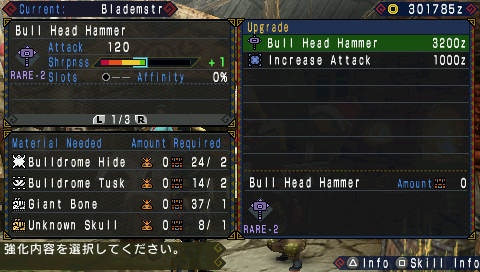 Current: Blademstr
301785z
Bull Head Hammer
Attack 120
Shrpnss +1
RARE-2 Slots ●―― Affinity 0%
L 1/3 R
Material Needed Amount Required
Bulldrome Hide 0 24/ 2
Bulldrome Tusk 0 14/ 2
Giant Bone 0 37/ 1
Unknown Skull 0 8/ 1
Upgrade
Bull Head Hammer 3200z
Increase Attack 1000z
Bull Head Hammer Amount 0
RARE-2
強化内容を選択してください。
△ Info □ Skill Info